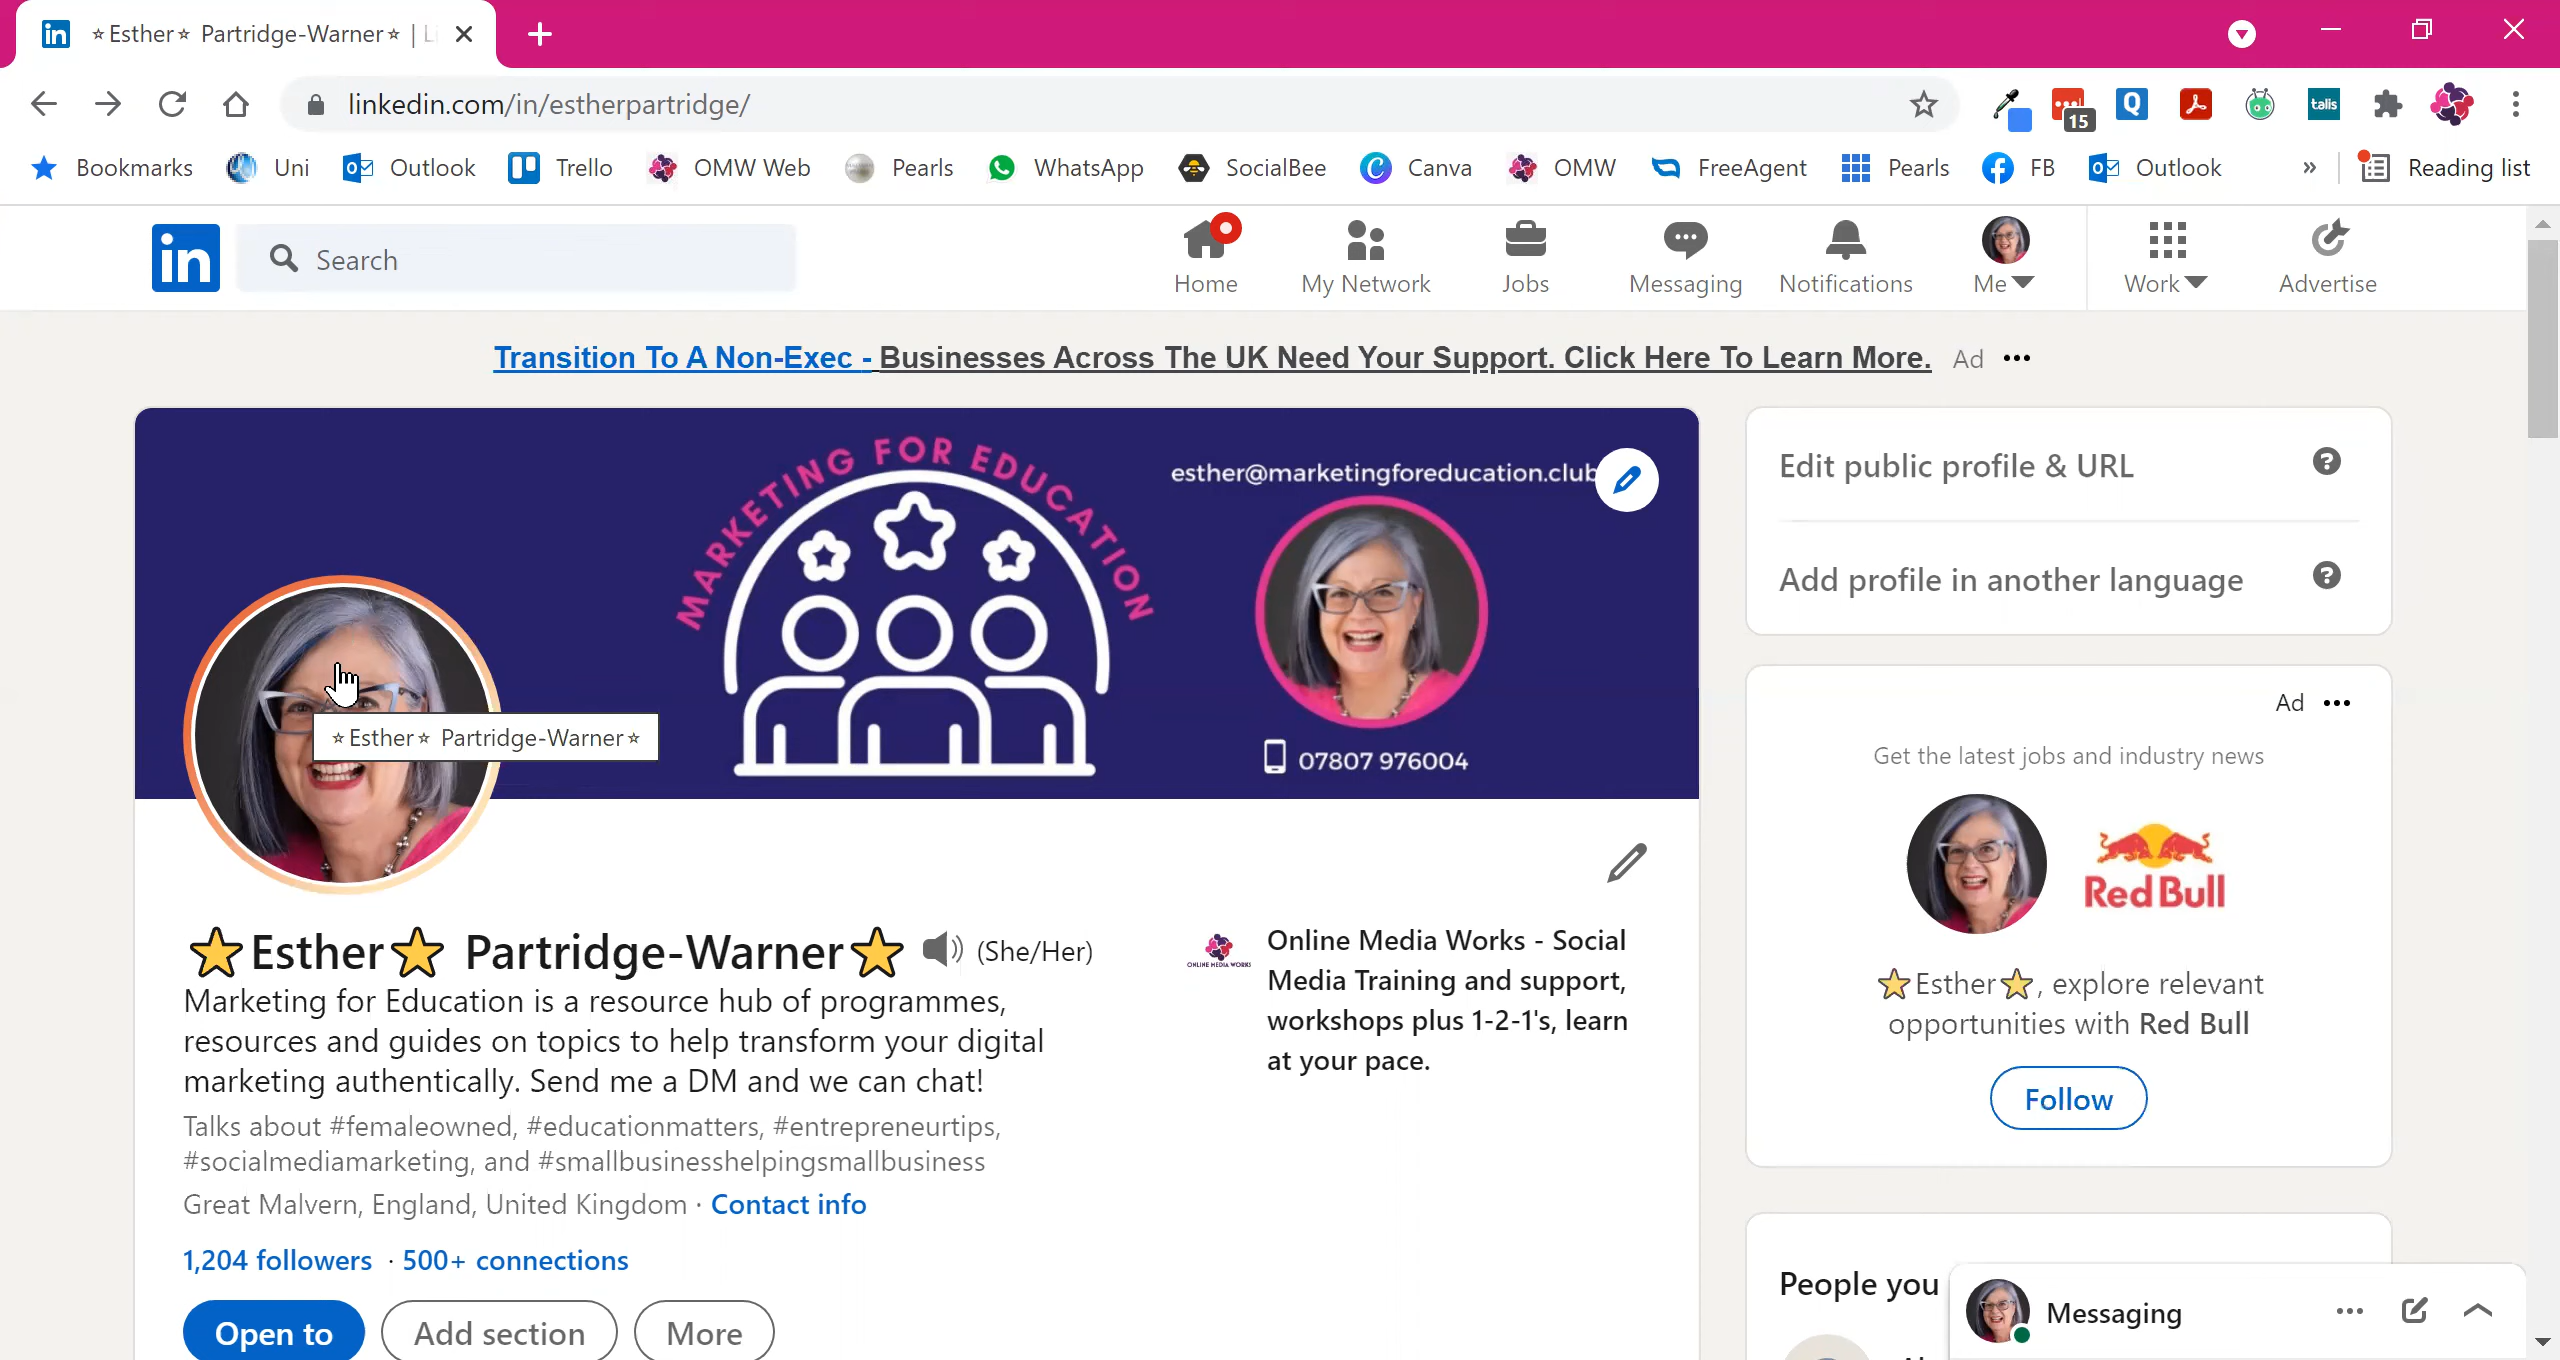 ⭐Esther⭐ Partridge-Warner⭐ | L
linkedin.com/in/estherpartridge/
15
talis
Bookmarks Uni Outlook Trello OMW Web Pearls WhatsApp SocialBee Canva OMW FreeAgent Pearls FB Outlook » Reading list
in Search
Home My Network Jobs Messaging Notifications Me Work Advertise
Transition To A Non-Exec - Businesses Across The UK Need Your Support. Click Here To Learn More. Ad
MARKETING FOR EDUCATION
esther@marketingforeducation.club
07807 976004
⭐Esther⭐ Partridge-Warner⭐
⭐Esther⭐ Partridge-Warner⭐ (She/Her)
Marketing for Education is a resource hub of programmes,
resources and guides on topics to help transform your digital
marketing authentically. Send me a DM and we can chat!
Talks about #femaleowned, #educationmatters, #entrepreneurtips,
#socialmediamarketing, and #smallbusinesshelpingsmallbusiness
Great Malvern, England, United Kingdom · Contact info
1,204 followers · 500+ connections
Open to Add section More
ONLINE MEDIA WORKS
Online Media Works - Social
Media Training and support,
workshops plus 1-2-1's, learn
at your pace.
Edit public profile & URL
Add profile in another language
Ad
Get the latest jobs and industry news
Red Bull
⭐Esther⭐, explore relevant
opportunities with Red Bull
Follow
People you
Messaging